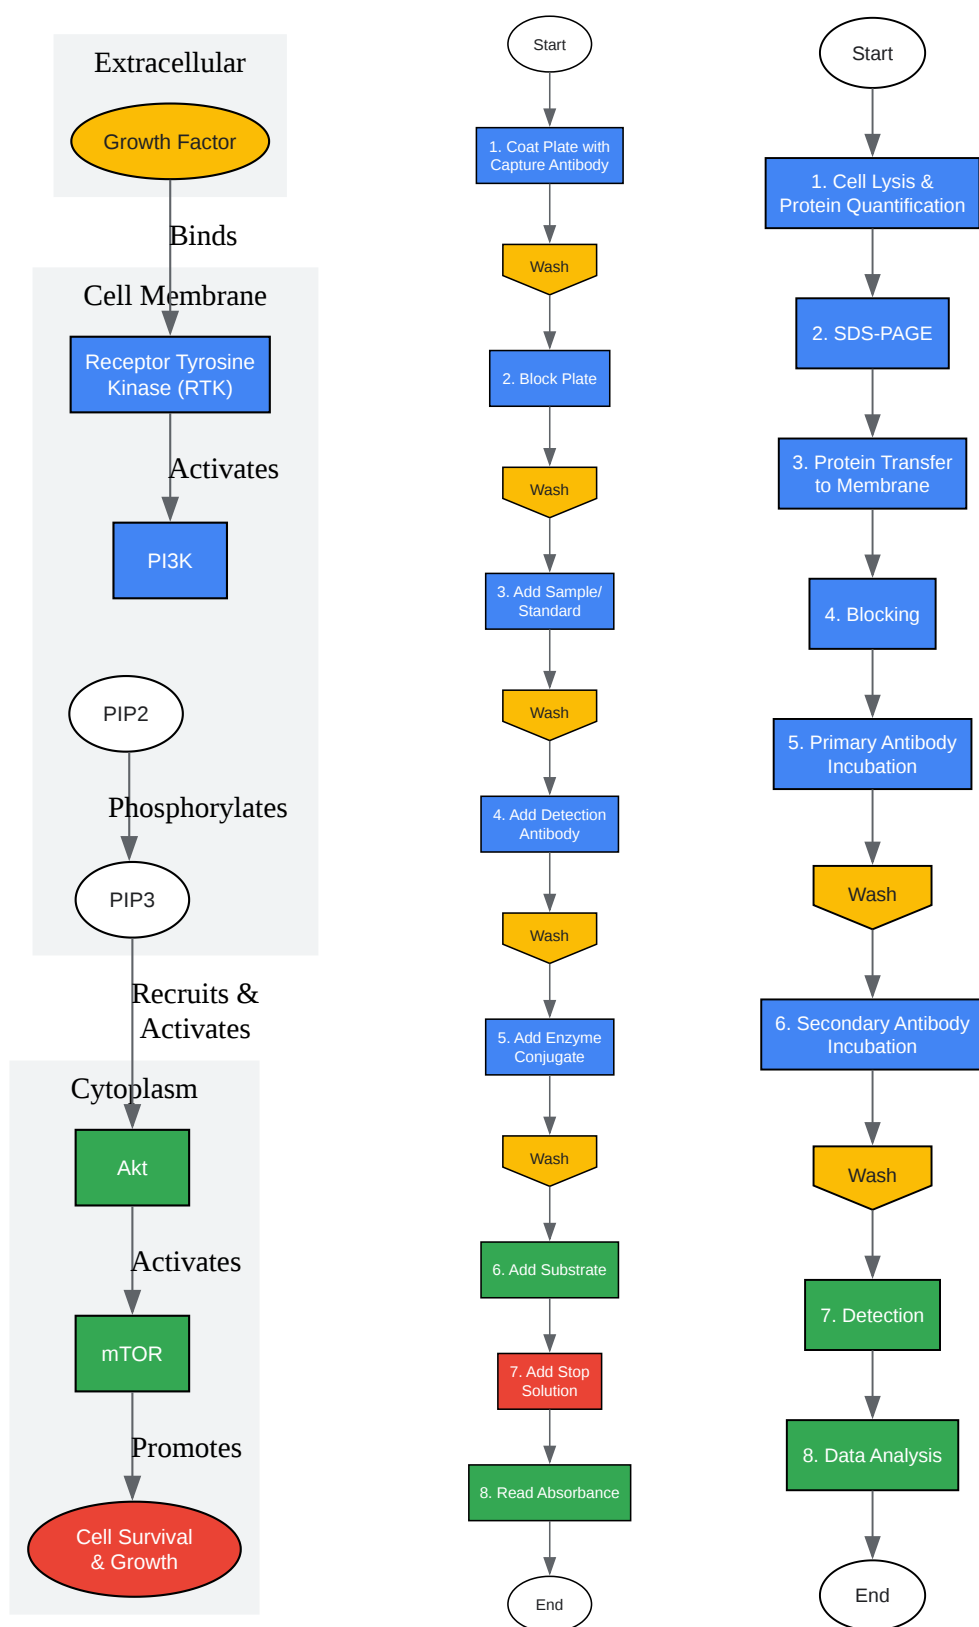 Extracellular
Growth Factor
Binds
Cell Membrane
Receptor Tyrosine
Kinase (RTK)
Activates
PI3K
PIP2
Phosphorylates
PIP3
Recruits &
Activates
Cytoplasm
Akt
Activates
mTOR
Promotes
Cell Survival
& Growth
Start
1. Coat Plate with
Capture Antibody
Wash
2. Block Plate
Wash
3. Add Sample/
Standard
Wash
4. Add Detection
Antibody
Wash
5. Add Enzyme
Conjugate
Wash
6. Add Substrate
7. Add Stop
Solution
8. Read Absorbance
End
Start
1. Cell Lysis &
Protein Quantification
2. SDS-PAGE
3. Protein Transfer
to Membrane
4. Blocking
5. Primary Antibody
Incubation
Wash
6. Secondary Antibody
Incubation
Wash
7. Detection
8. Data Analysis
End